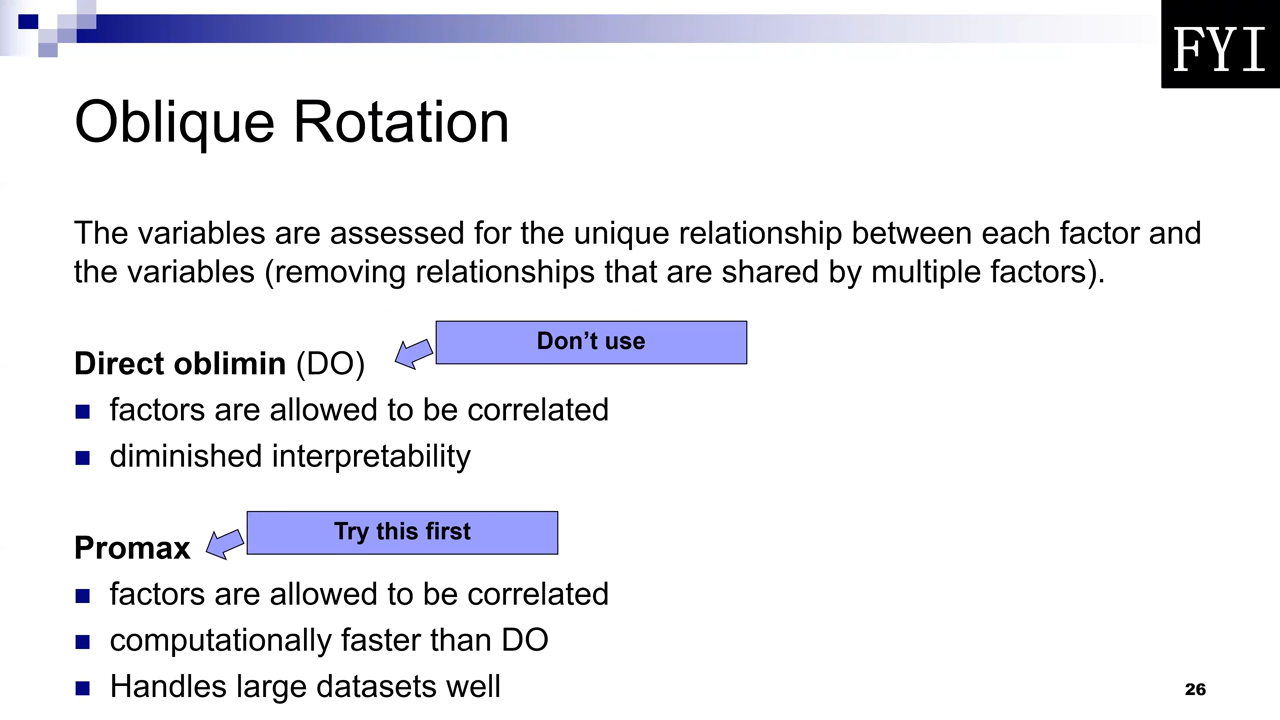 FYI
Oblique Rotation
The variables are assessed for the unique relationship between each factor and
the variables (removing relationships that are shared by multiple factors).
Don’t use
Direct oblimin (DO)
factors are allowed to be correlated
diminished interpretability
Try this first
Promax
factors are allowed to be correlated
computationally faster than DO
Handles large datasets well
26